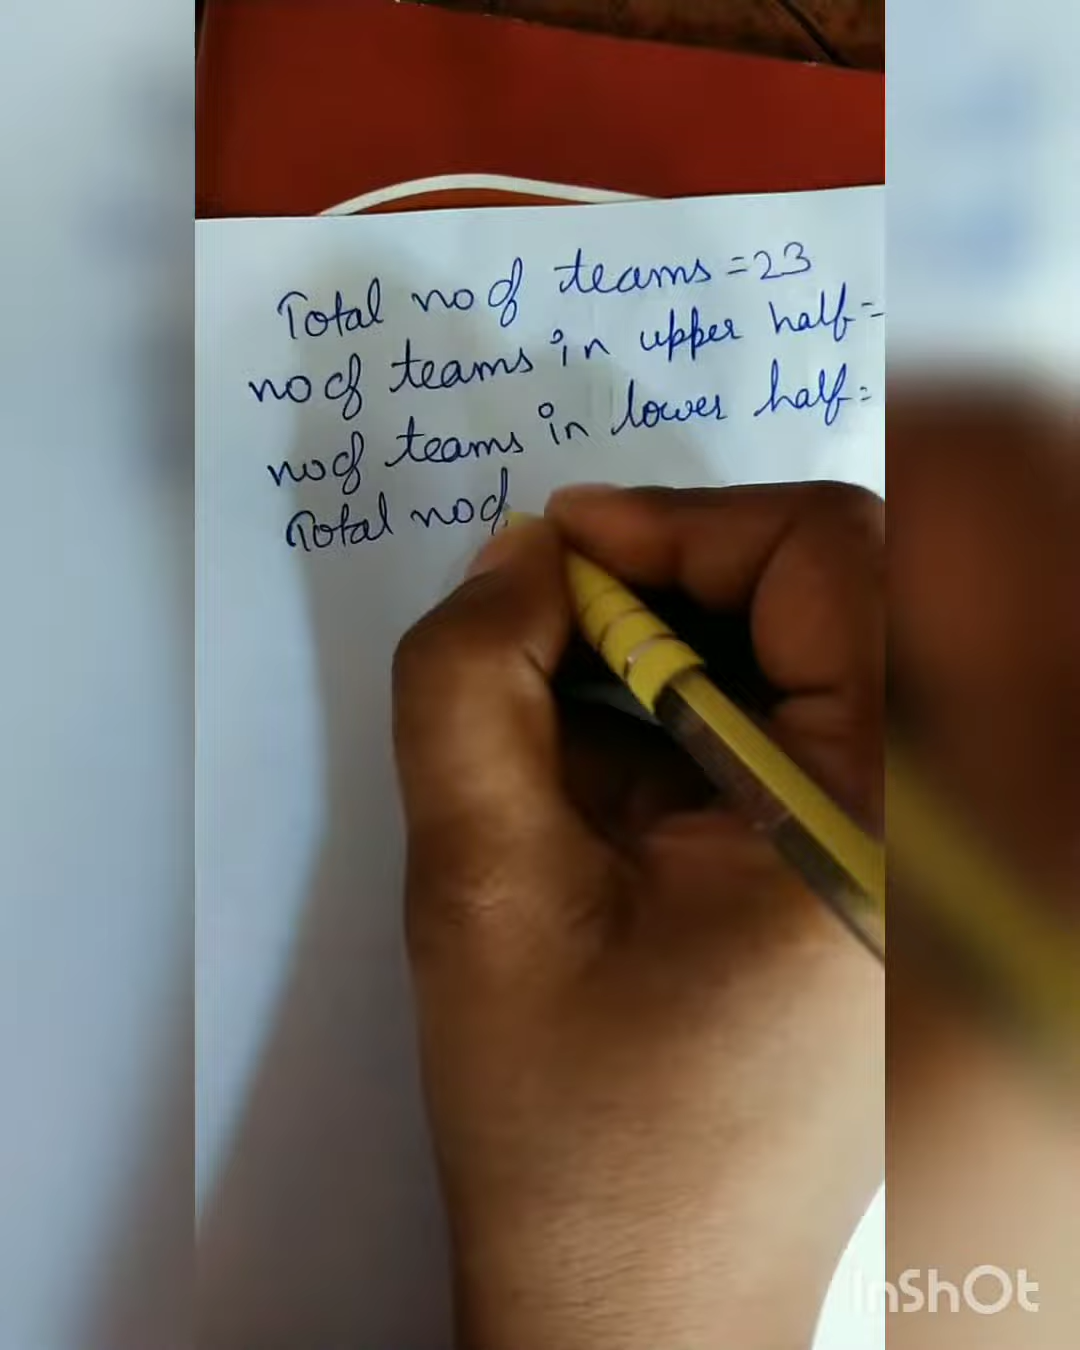 Total no of teams = 23
no of teams in upper half =
no of teams in lower half =
Total no of
InShOt